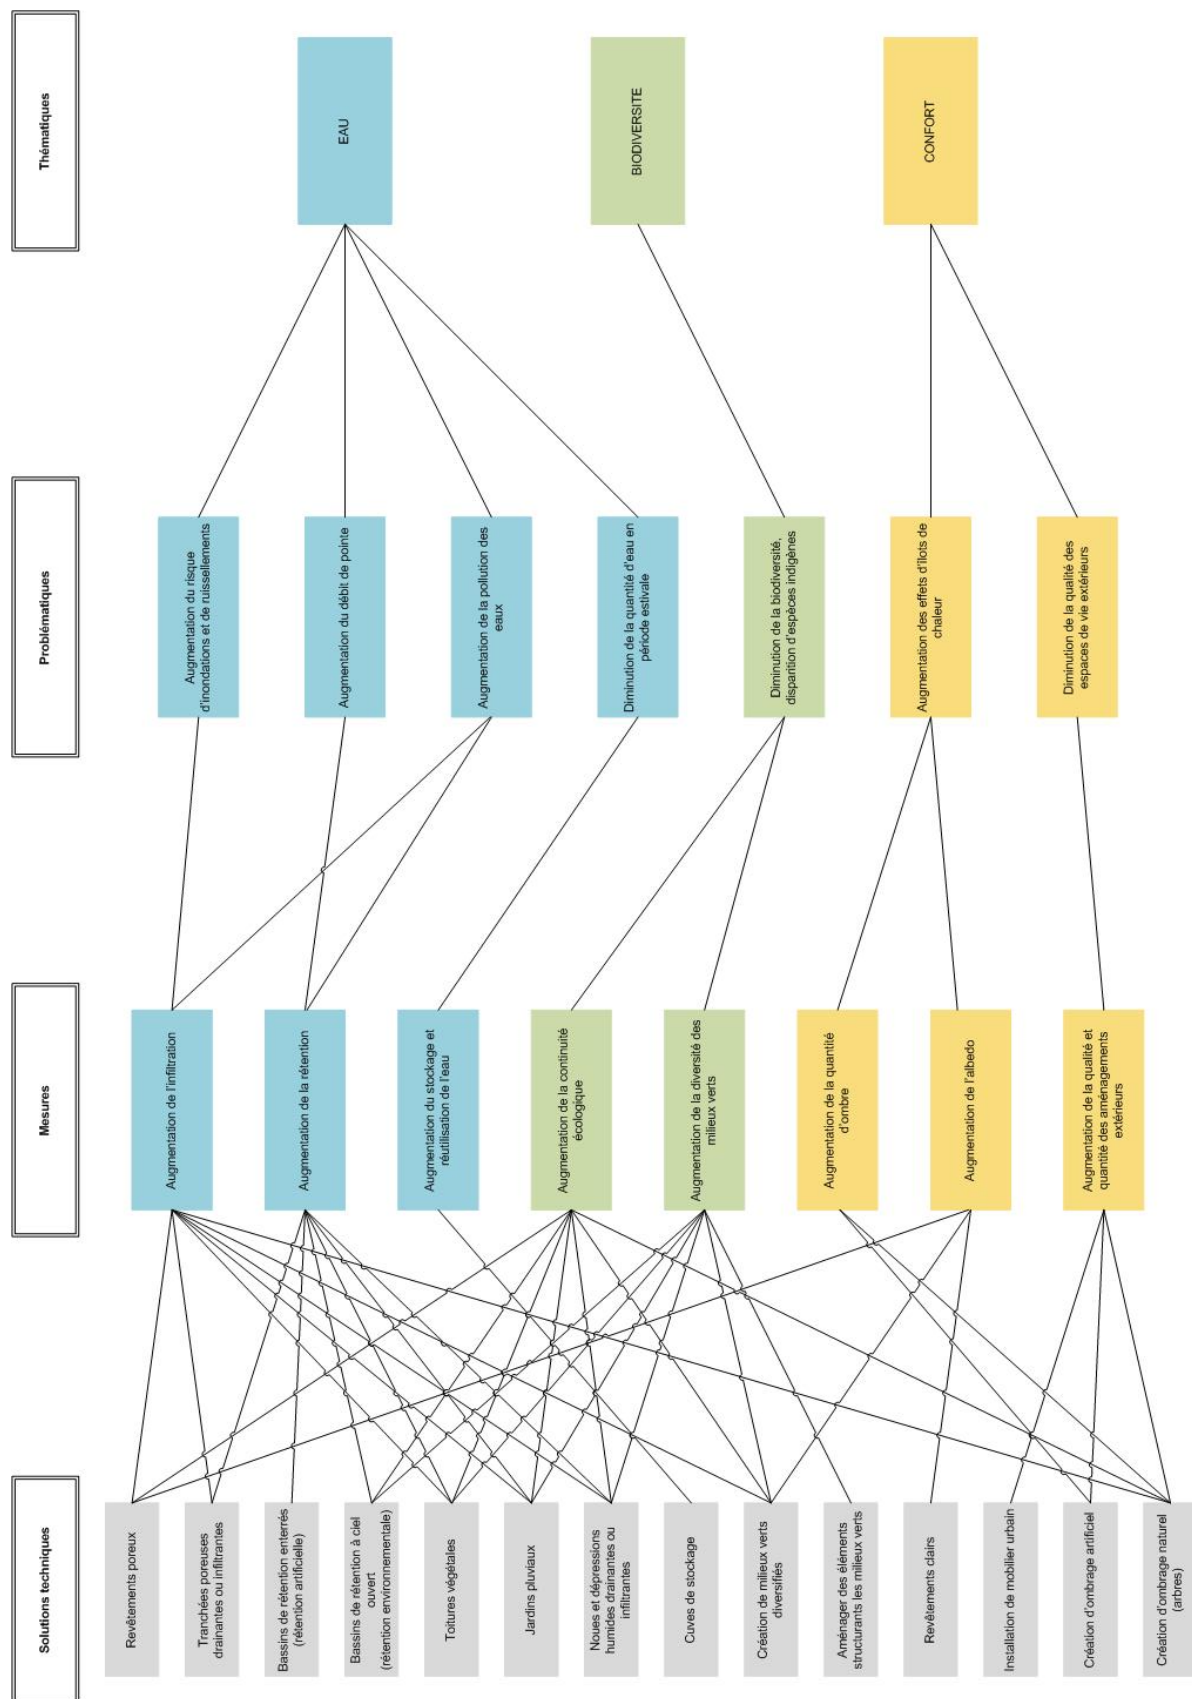 Thématiques
EAU
BIODIVERSITE
CONFORT
Problématiques
Augmentation du risque
d'inondations et de ruissellements
Augmentation du débit de pointe
Augmentation de la pollution des
eaux
Diminution de la quantité d'eau en
période estivale
Diminution de la biodiversité,
disparition d'espèces indigènes
Augmentation des effets d'îlots de
chaleur
Diminution de la qualité des
espaces de vie extérieurs
Mesures
Augmentation de l'infiltration
Augmentation de la rétention
Augmentation du stockage et
réutilisation de l'eau
Augmentation de la continuité
écologique
Augmentation de la diversité des
milieux verts
Augmentation de la quantité
d'ombre
Augmentation de l'albedo
Augmentation de la qualité et
quantité des aménagements
extérieurs
Solutions techniques
Revêtements poreux
Tranchées poreuses
drainantes ou infiltrantes
Bassins de rétention enterrés
(rétention artificielle)
Bassins de rétention à ciel
ouvert
(rétention environnementale)
Toitures végétales
Jardins pluviaux
Noues et dépressions
humides drainantes ou
infiltrantes
Cuves de stockage
Création de milieux verts
diversifiés
Aménager des éléments
structurants les milieux verts
Revêtements clairs
Installation de mobilier urbain
Création d'ombrage artificiel
Création d'ombrage naturel
(arbres)